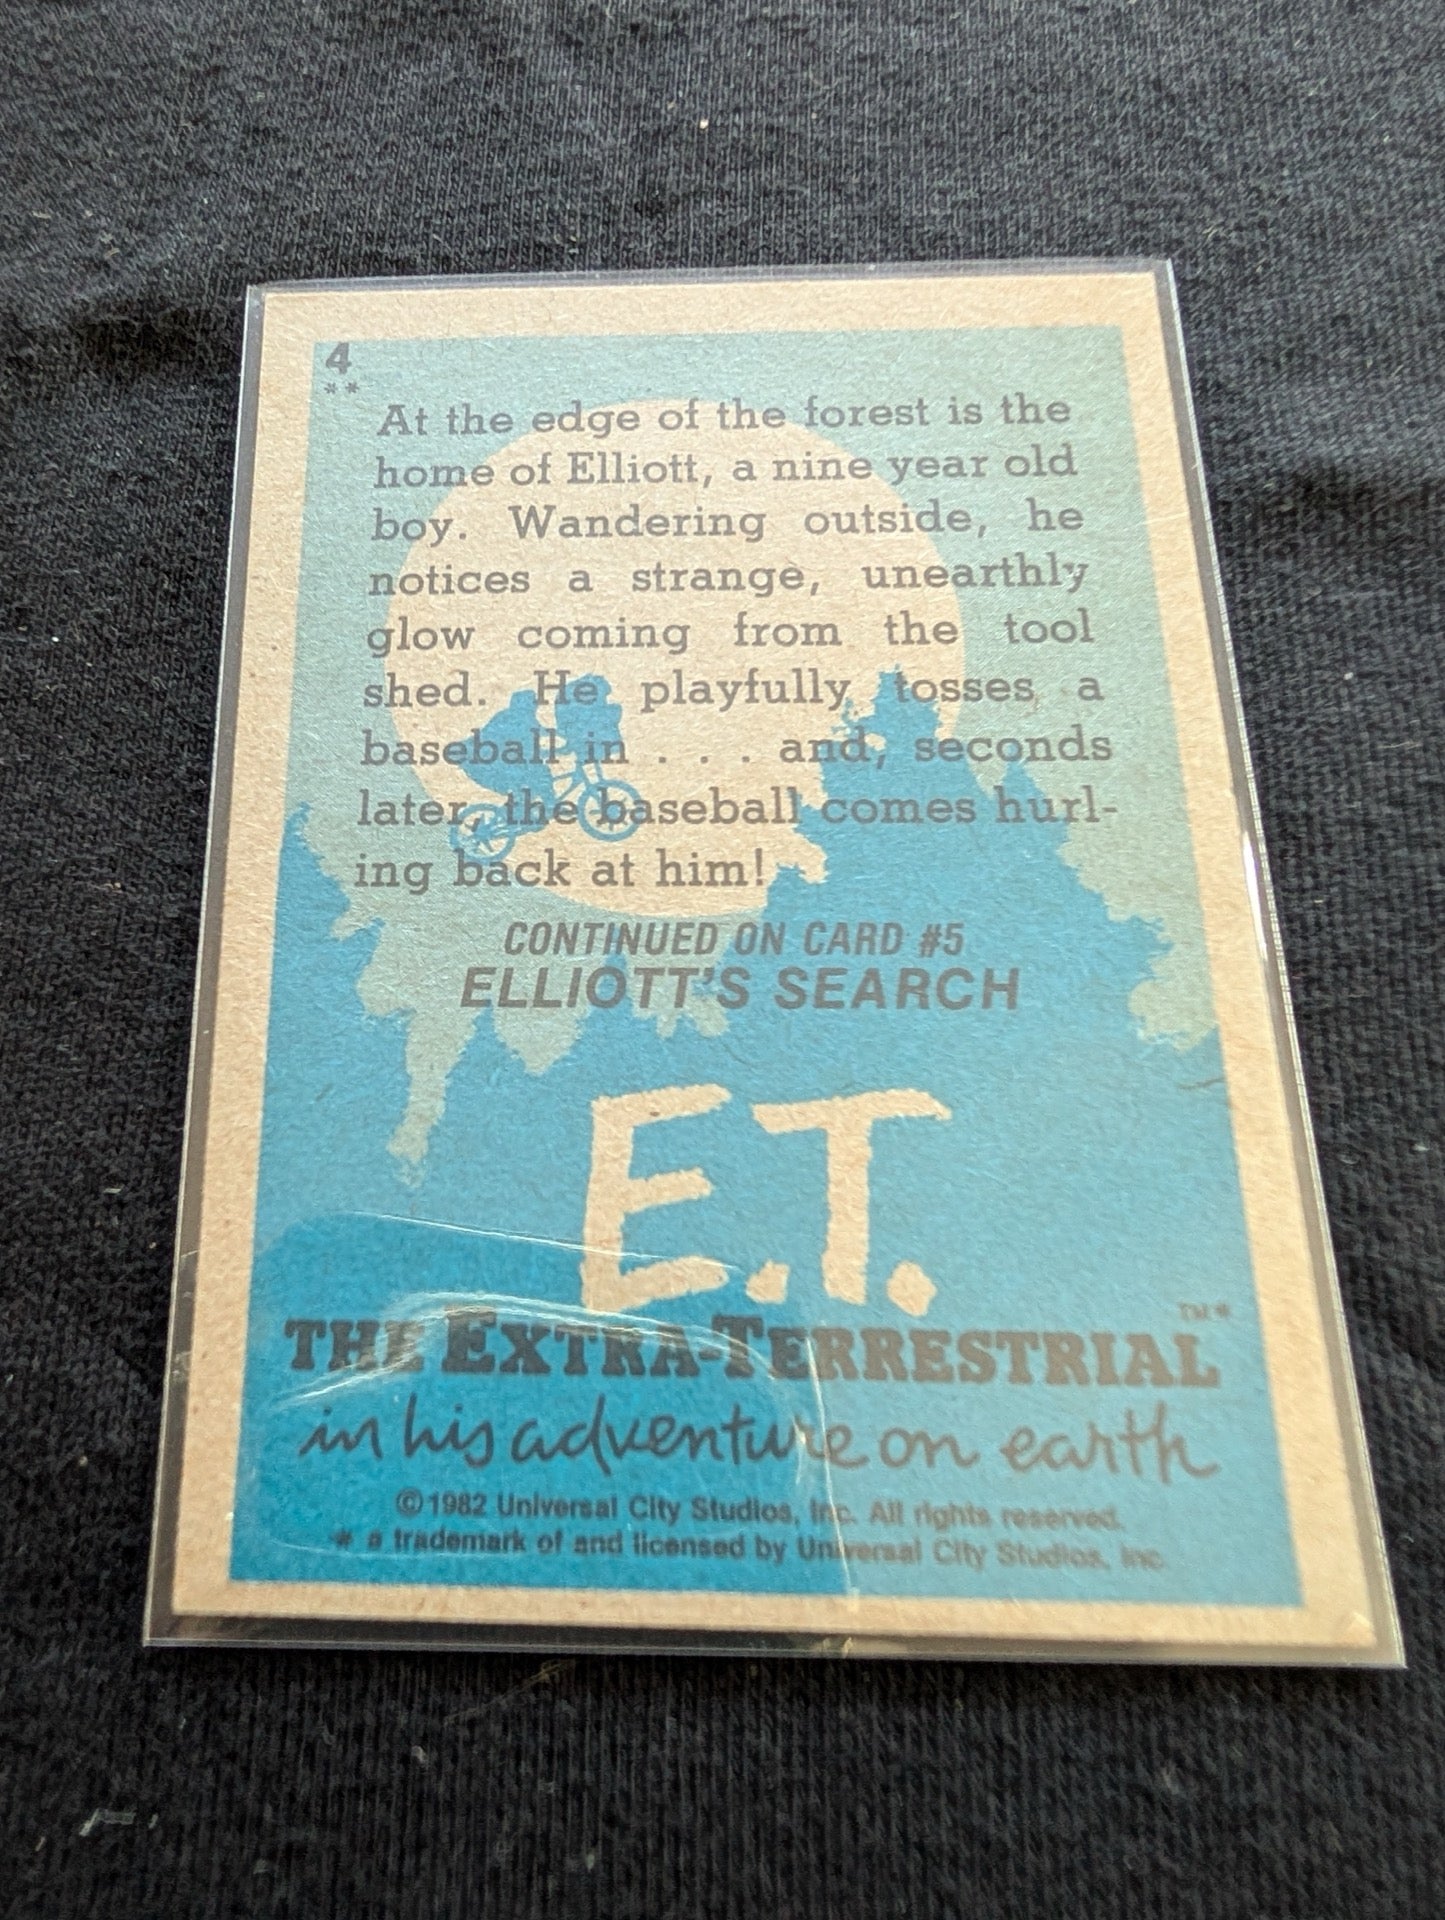 4
**
At the edge of the forest is the
home of Elliott, a nine year old
boy. Wandering outside, he
notices a strange, unearthly
glow coming from the tool
shed. He playfully tosses a
baseball in . . . and, seconds
later, the baseball comes hurl-
ing back at him!
CONTINUED ON CARD #5
ELLIOTT'S SEARCH
E.T.
THE EXTRA-TERRESTRIAL™*
in his adventure on earth
©1982 Universal City Studios, Inc. All rights reserved.
* a trademark of and licensed by Universal City Studios, Inc.